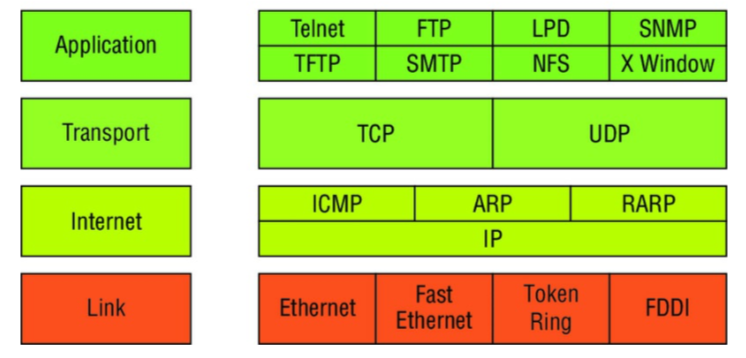 Application
Telnet FTP LPD SNMP
TFTP SMTP NFS X Window
Transport
TCP UDP
Internet
ICMP ARP RARP
IP
Link
Ethernet Fast Ethernet Token Ring FDDI